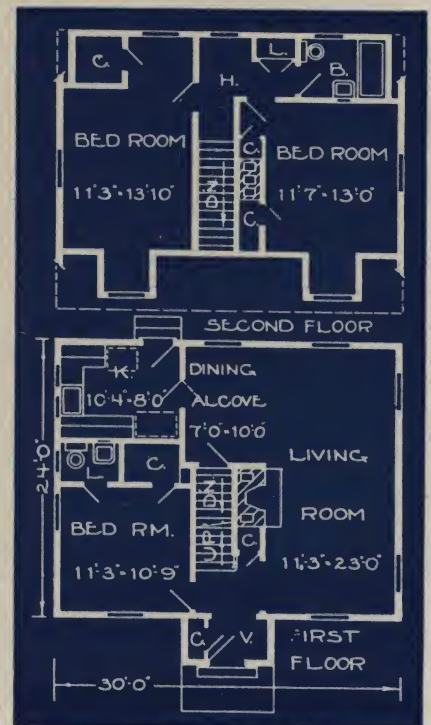 C.
L.
B.
H.
BED ROOM
11'3"=13'10"
C.
BED ROOM
11'7"=13'0"
DN.
C.
SECOND FLOOR
K.
10'4"=8'0"
DINING
ALCOVE
7'0"=10'0"
24'-0"
L.
C.
LIVING
ROOM
11'-3"=23'-0"
BED RM.
11'-3"=10'-9"
UP
DN.
C.
C.
V.
FIRST
FLOOR
30'-0"